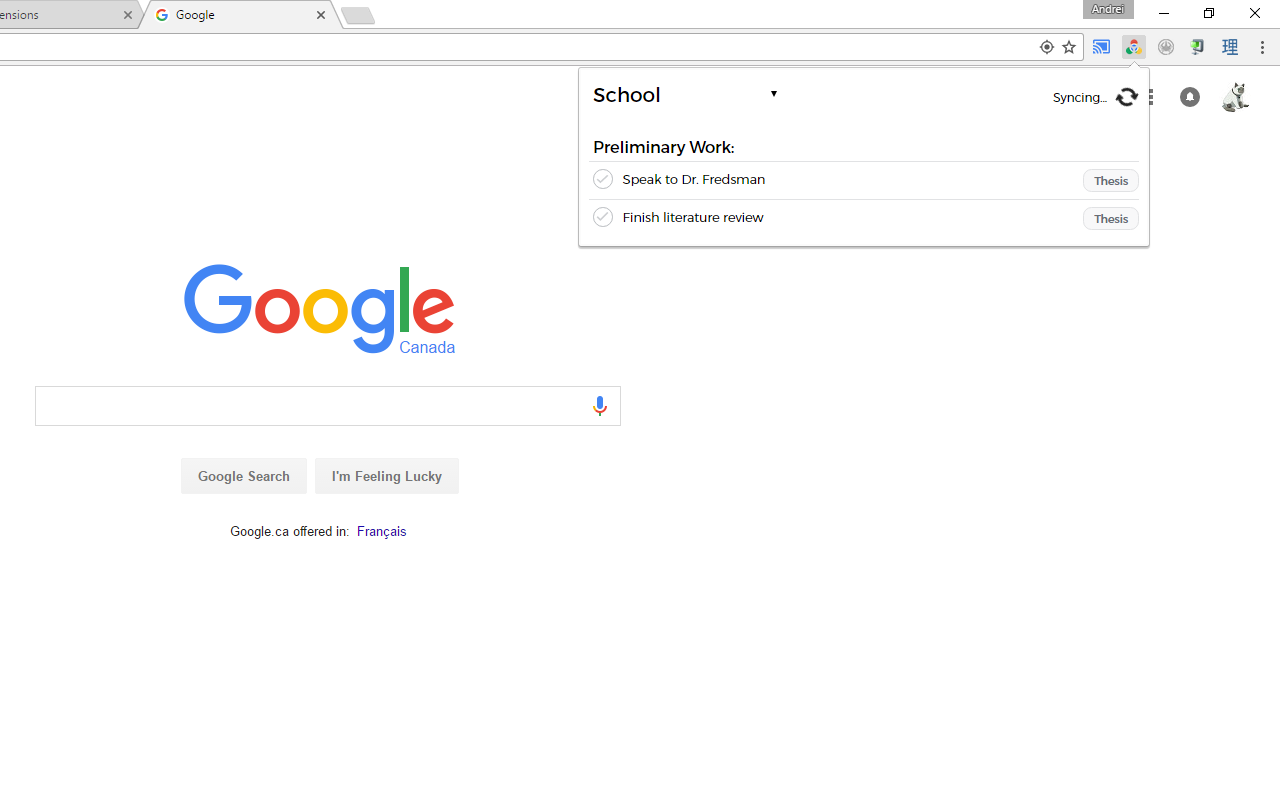 ensions
Google
Andrei
理
School
Syncing...
Preliminary Work:
Speak to Dr. Fredsman
Thesis
Finish literature review
Thesis
Google
Canada
Google Search
I'm Feeling Lucky
Google.ca offered in: Français